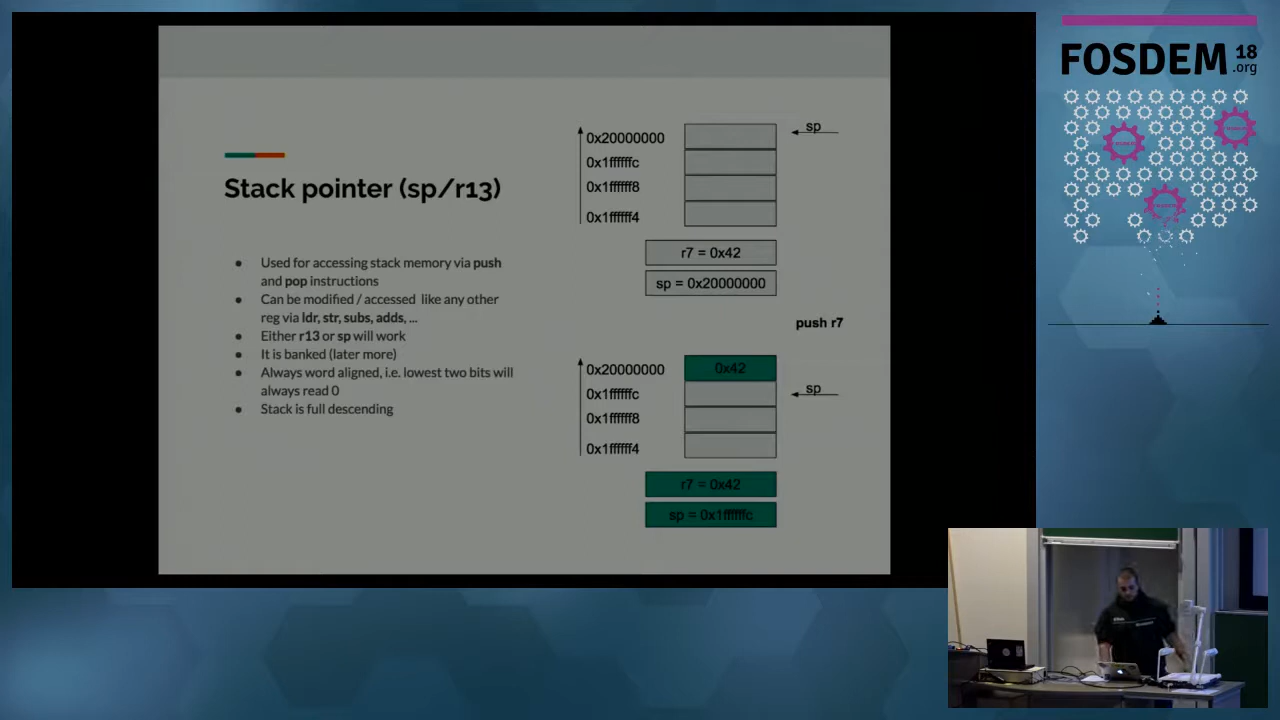 FOSDEM 18
.org
Stack pointer (sp/r13)
● Used for accessing stack memory via push
and pop instructions
● Can be modified / accessed like any other
reg via ldr, str, subs, adds, ...
● Either r13 or sp will work
● It is banked (later more)
● Always word aligned, i.e. lowest two bits will
always read 0
● Stack is full descending
0x20000000
sp
0x1ffffffc
0x1ffffff8
0x1ffffff4
r7 = 0x42
sp = 0x20000000
push r7
0x20000000
0x42
0x1ffffffc
sp
0x1ffffff8
0x1ffffff4
r7 = 0x42
sp = 0x1ffffffc